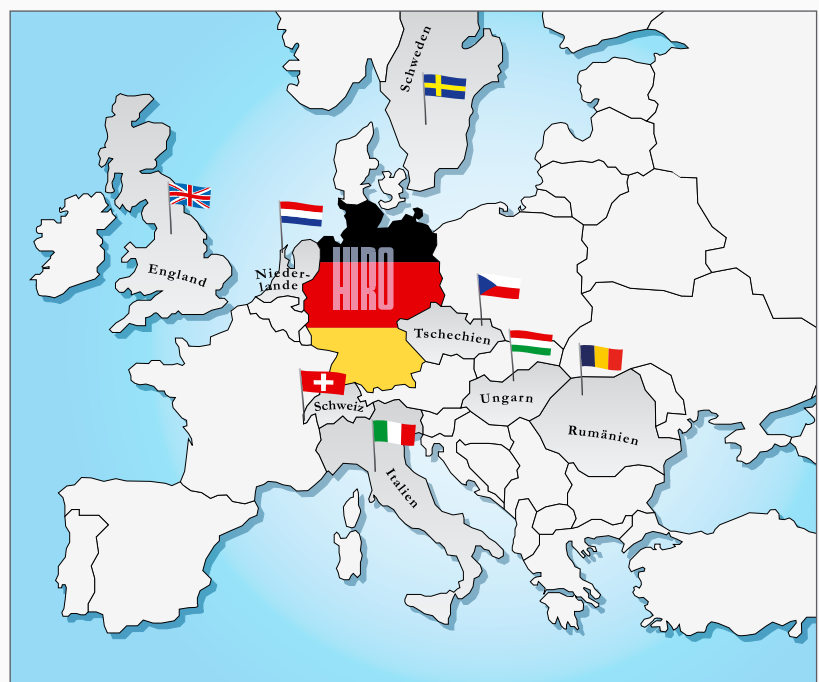 Schweden
England
Nieder-
lande
HIRO
Tschechien
Ungarn
Schweiz
Rumänien
Italien